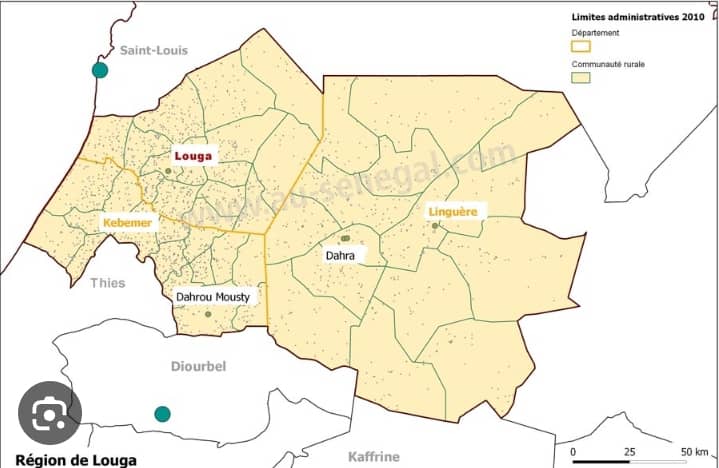 Limites administratives 2010
Département
Communauté rurale
Saint-Louis
Louga
www.au-senegal.com
Kebemer
Linguère
Dahra
Thies
Dahrou Mousty
Diourbel
Kaffrine
Région de Louga
0 25 50 km